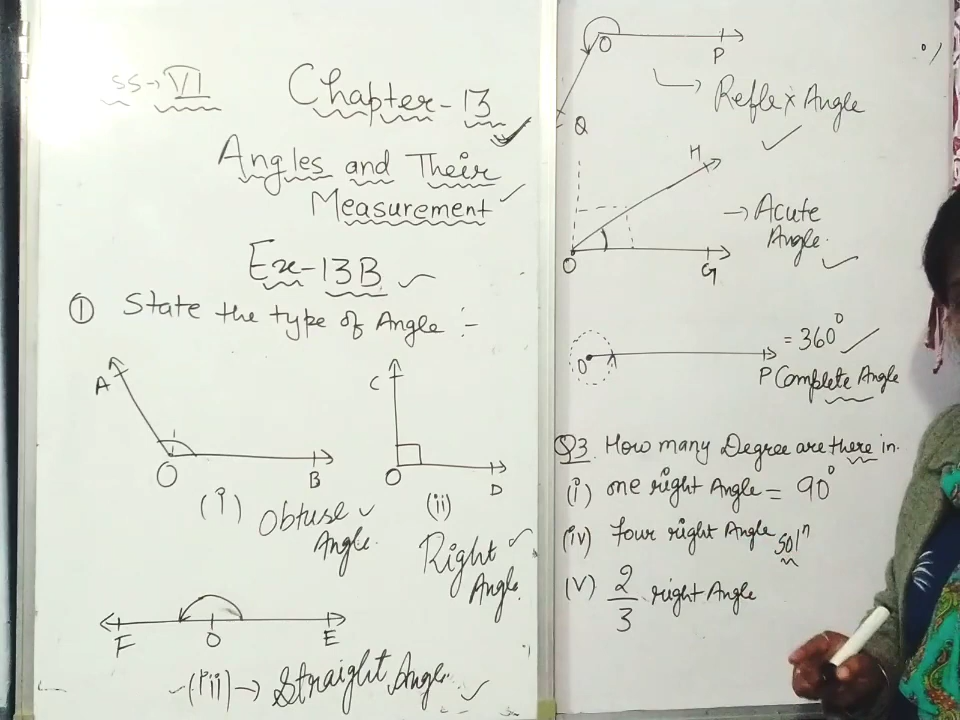 ss→VI
Chapter-13
Angles and Their
Measurement
Ex-13B
① State the type of Angle :-
A
O
B
(i) Obtuse
Angle.
C
O
D
(ii)
Right
Angle.
F O E
(iii) → Straight Angle
O P
Q
→ Reflex Angle
H
O G
→ Acute
Angle.
O P
= 360°
Complete Angle
Q3. How many Degree are there in.
(i) one right Angle = 90°
(iv) Four right Angle Solⁿ
(v) 2/3 right Angle